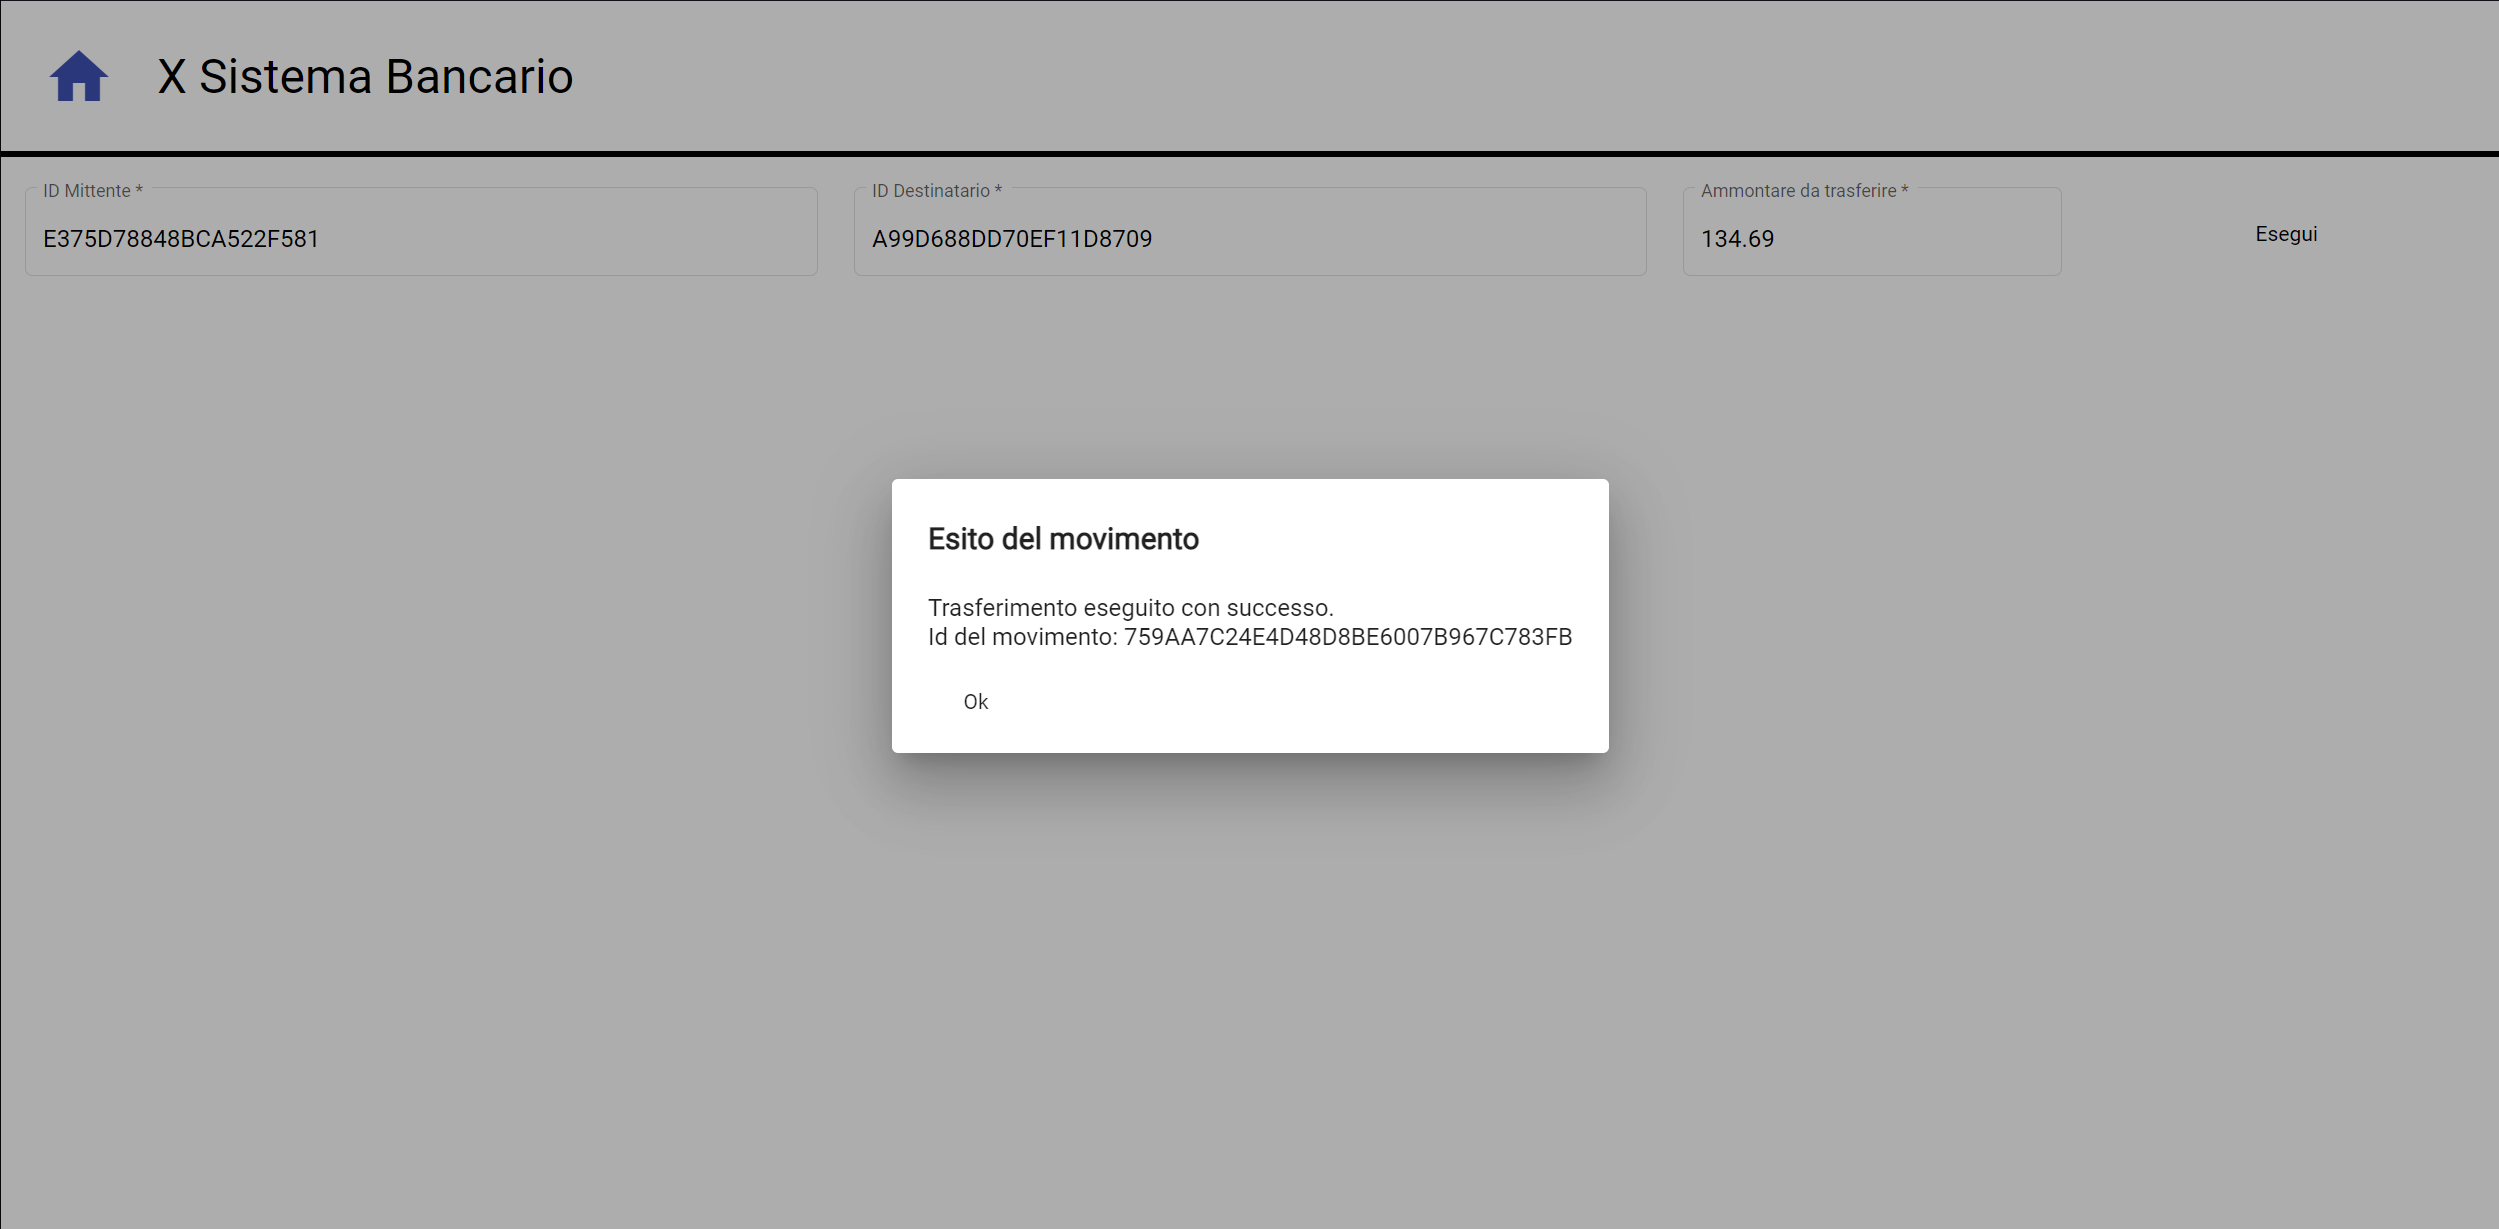 X Sistema Bancario
ID Mittente *
E375D78848BCA522F581
ID Destinatario *
A99D688DD70EF11D8709
Ammontare da trasferire *
134.69
Esegui
Esito del movimento
Trasferimento eseguito con successo.
Id del movimento: 759AA7C24E4D48D8BE6007B967C783FB
Ok